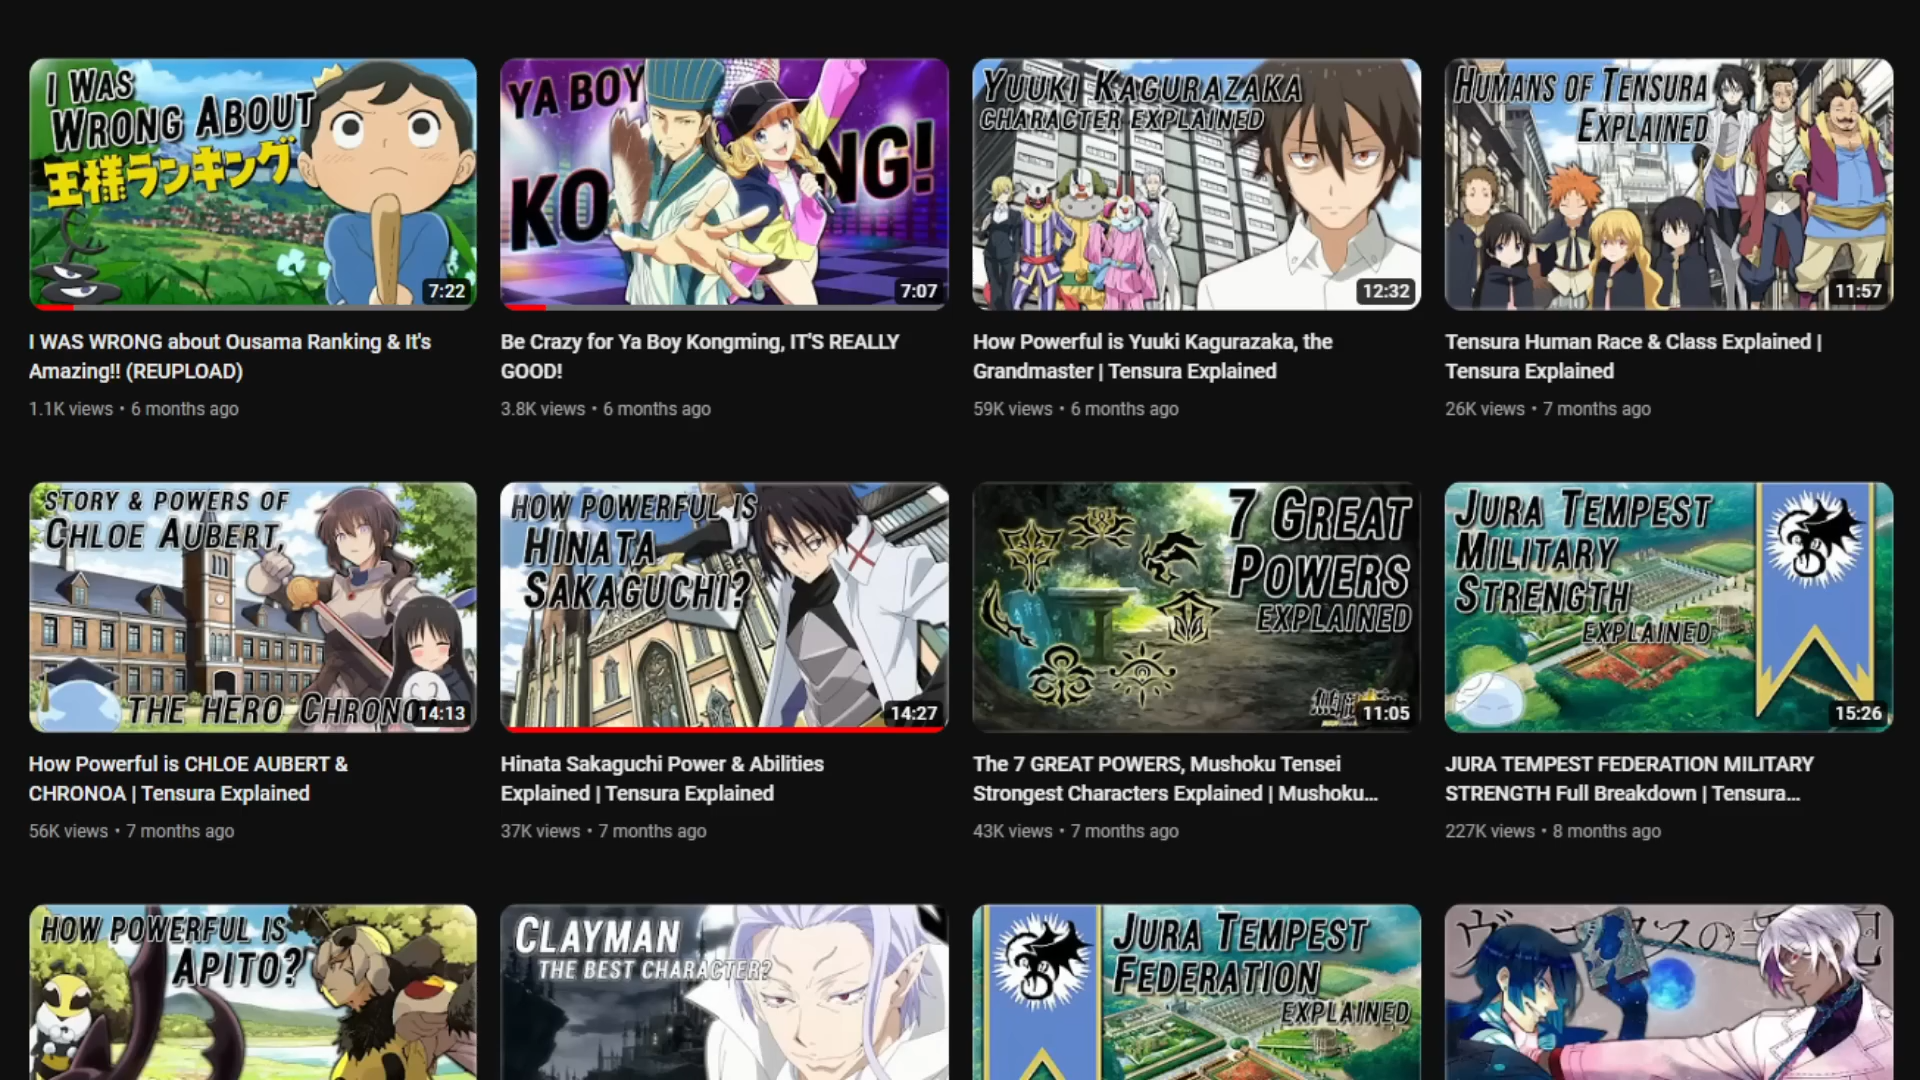 I WAS
WRONG ABOUT
王様ランキング
7:22
YA BOY
KO NG!
7:07
YUUKI KAGURAZAKA
CHARACTER EXPLAINED
12:32
HUMANS OF TENSURA
EXPLAINED
11:57
I WAS WRONG about Ousama Ranking & It's
Amazing!! (REUPLOAD)
1.1K views • 6 months ago
Be Crazy for Ya Boy Kongming, IT'S REALLY
GOOD!
3.8K views • 6 months ago
How Powerful is Yuuki Kagurazaka, the
Grandmaster | Tensura Explained
59K views • 6 months ago
Tensura Human Race & Class Explained |
Tensura Explained
26K views • 7 months ago
STORY & POWERS OF
CHLOE AUBERT,
THE HERO CHRONO
14:13
HOW POWERFUL IS
HINATA
SAKAGUCHI?
14:27
7 GREAT
POWERS
EXPLAINED
11:05
JURA TEMPEST
MILITARY
STRENGTH
EXPLAINED
15:26
How Powerful is CHLOE AUBERT &
CHRONOA | Tensura Explained
56K views • 7 months ago
Hinata Sakaguchi Power & Abilities
Explained | Tensura Explained
37K views • 7 months ago
The 7 GREAT POWERS, Mushoku Tensei
Strongest Characters Explained | Mushoku...
43K views • 7 months ago
JURA TEMPEST FEDERATION MILITARY
STRENGTH Full Breakdown | Tensura...
227K views • 8 months ago
HOW POWERFUL IS
APITO?
CLAYMAN
THE BEST CHARACTER?
JURA TEMPEST
FEDERATION
EXPLAINED